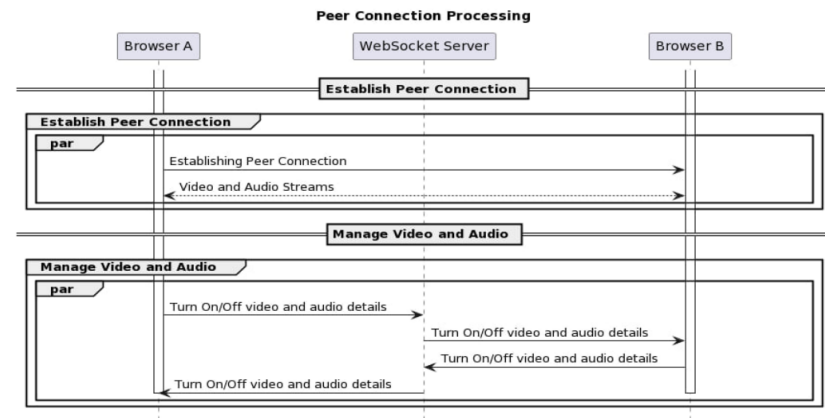 Peer Connection Processing
Browser A
WebSocket Server
Browser B
Establish Peer Connection
Establish Peer Connection
par
Establishing Peer Connection
Video and Audio Streams
Manage Video and Audio
Manage Video and Audio
par
Turn On/Off video and audio details
Turn On/Off video and audio details
Turn On/Off video and audio details
Turn On/Off video and audio details